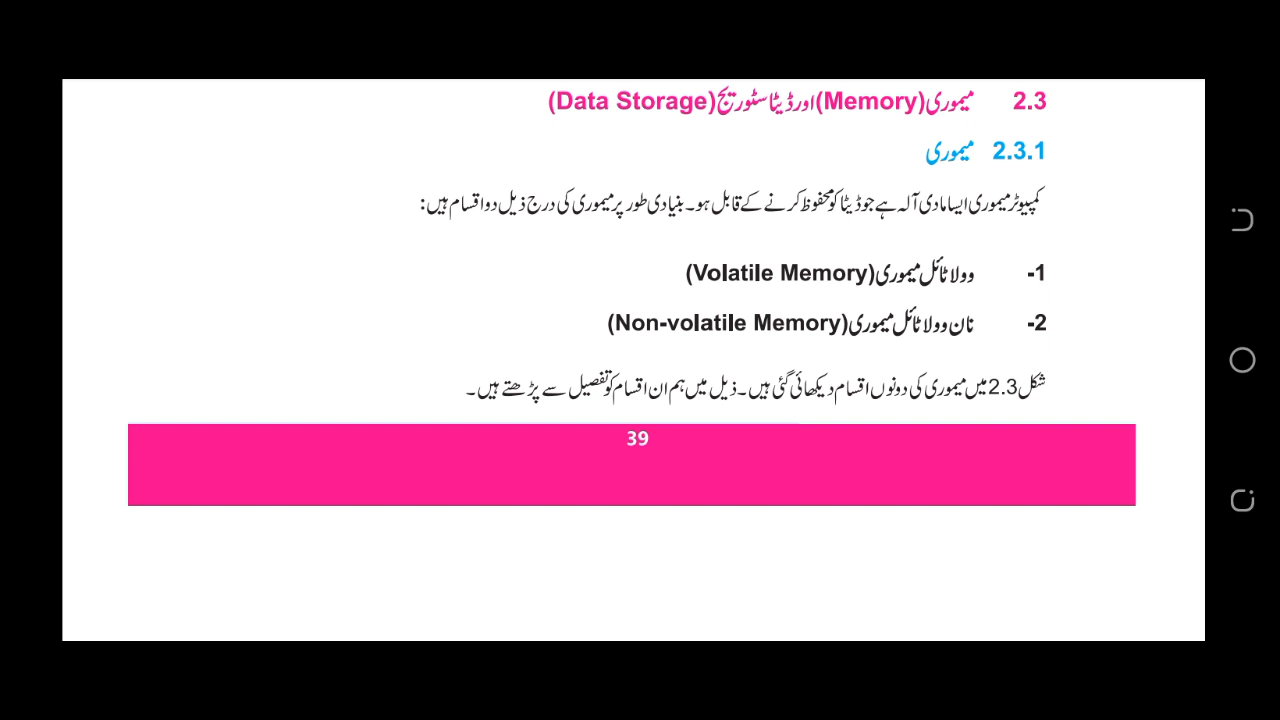 2.3 میموری(Memory)اورڈیٹا سٹوریج(Data Storage)
2.3.1 میموری
کمپیوٹر میموری ایسا مادی آلہ ہے جو ڈیٹا کو محفوظ کرنے کے قابل ہو۔ بنیادی طور پر میموری کی درج ذیل دو اقسام ہیں:
-1 وولاٹائل میموری(Volatile Memory)
-2 نان وولاٹائل میموری(Non-volatile Memory)
شکل 2.3 میں میموری کی دونوں اقسام دیکھائی گئی ہیں۔ ذیل میں ہم ان اقسام کو تفصیل سے پڑھتے ہیں۔
39